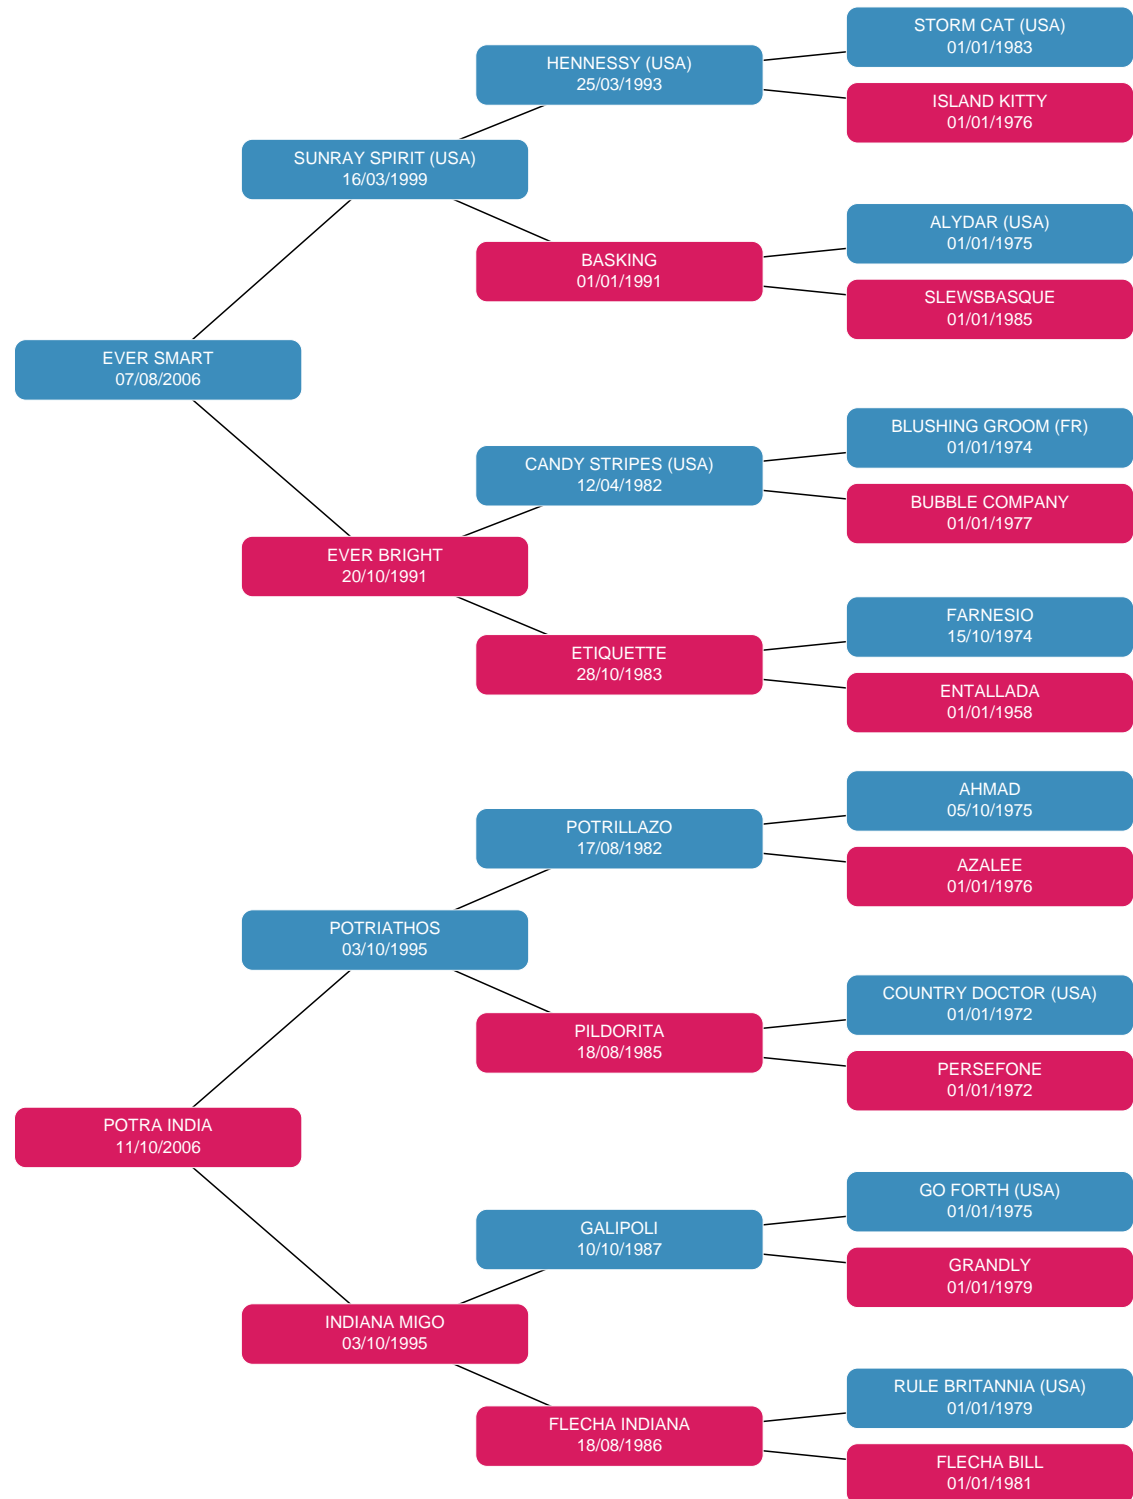 STORM CAT (USA)
01/01/1983
HENNESSY (USA)
25/03/1993
ISLAND KITTY
01/01/1976
SUNRAY SPIRIT (USA)
16/03/1999
ALYDAR (USA)
01/01/1975
BASKING
01/01/1991
SLEWSBASQUE
01/01/1985
EVER SMART
07/08/2006
BLUSHING GROOM (FR)
01/01/1974
CANDY STRIPES (USA)
12/04/1982
BUBBLE COMPANY
01/01/1977
EVER BRIGHT
20/10/1991
FARNESIO
15/10/1974
ETIQUETTE
28/10/1983
ENTALLADA
01/01/1958
AHMAD
05/10/1975
POTRILLAZO
17/08/1982
AZALEE
01/01/1976
POTRIATHOS
03/10/1995
COUNTRY DOCTOR (USA)
01/01/1972
PILDORITA
18/08/1985
PERSEFONE
01/01/1972
POTRA INDIA
11/10/2006
GO FORTH (USA)
01/01/1975
GALIPOLI
10/10/1987
GRANDLY
01/01/1979
INDIANA MIGO
03/10/1995
RULE BRITANNIA (USA)
01/01/1979
FLECHA INDIANA
18/08/1986
FLECHA BILL
01/01/1981